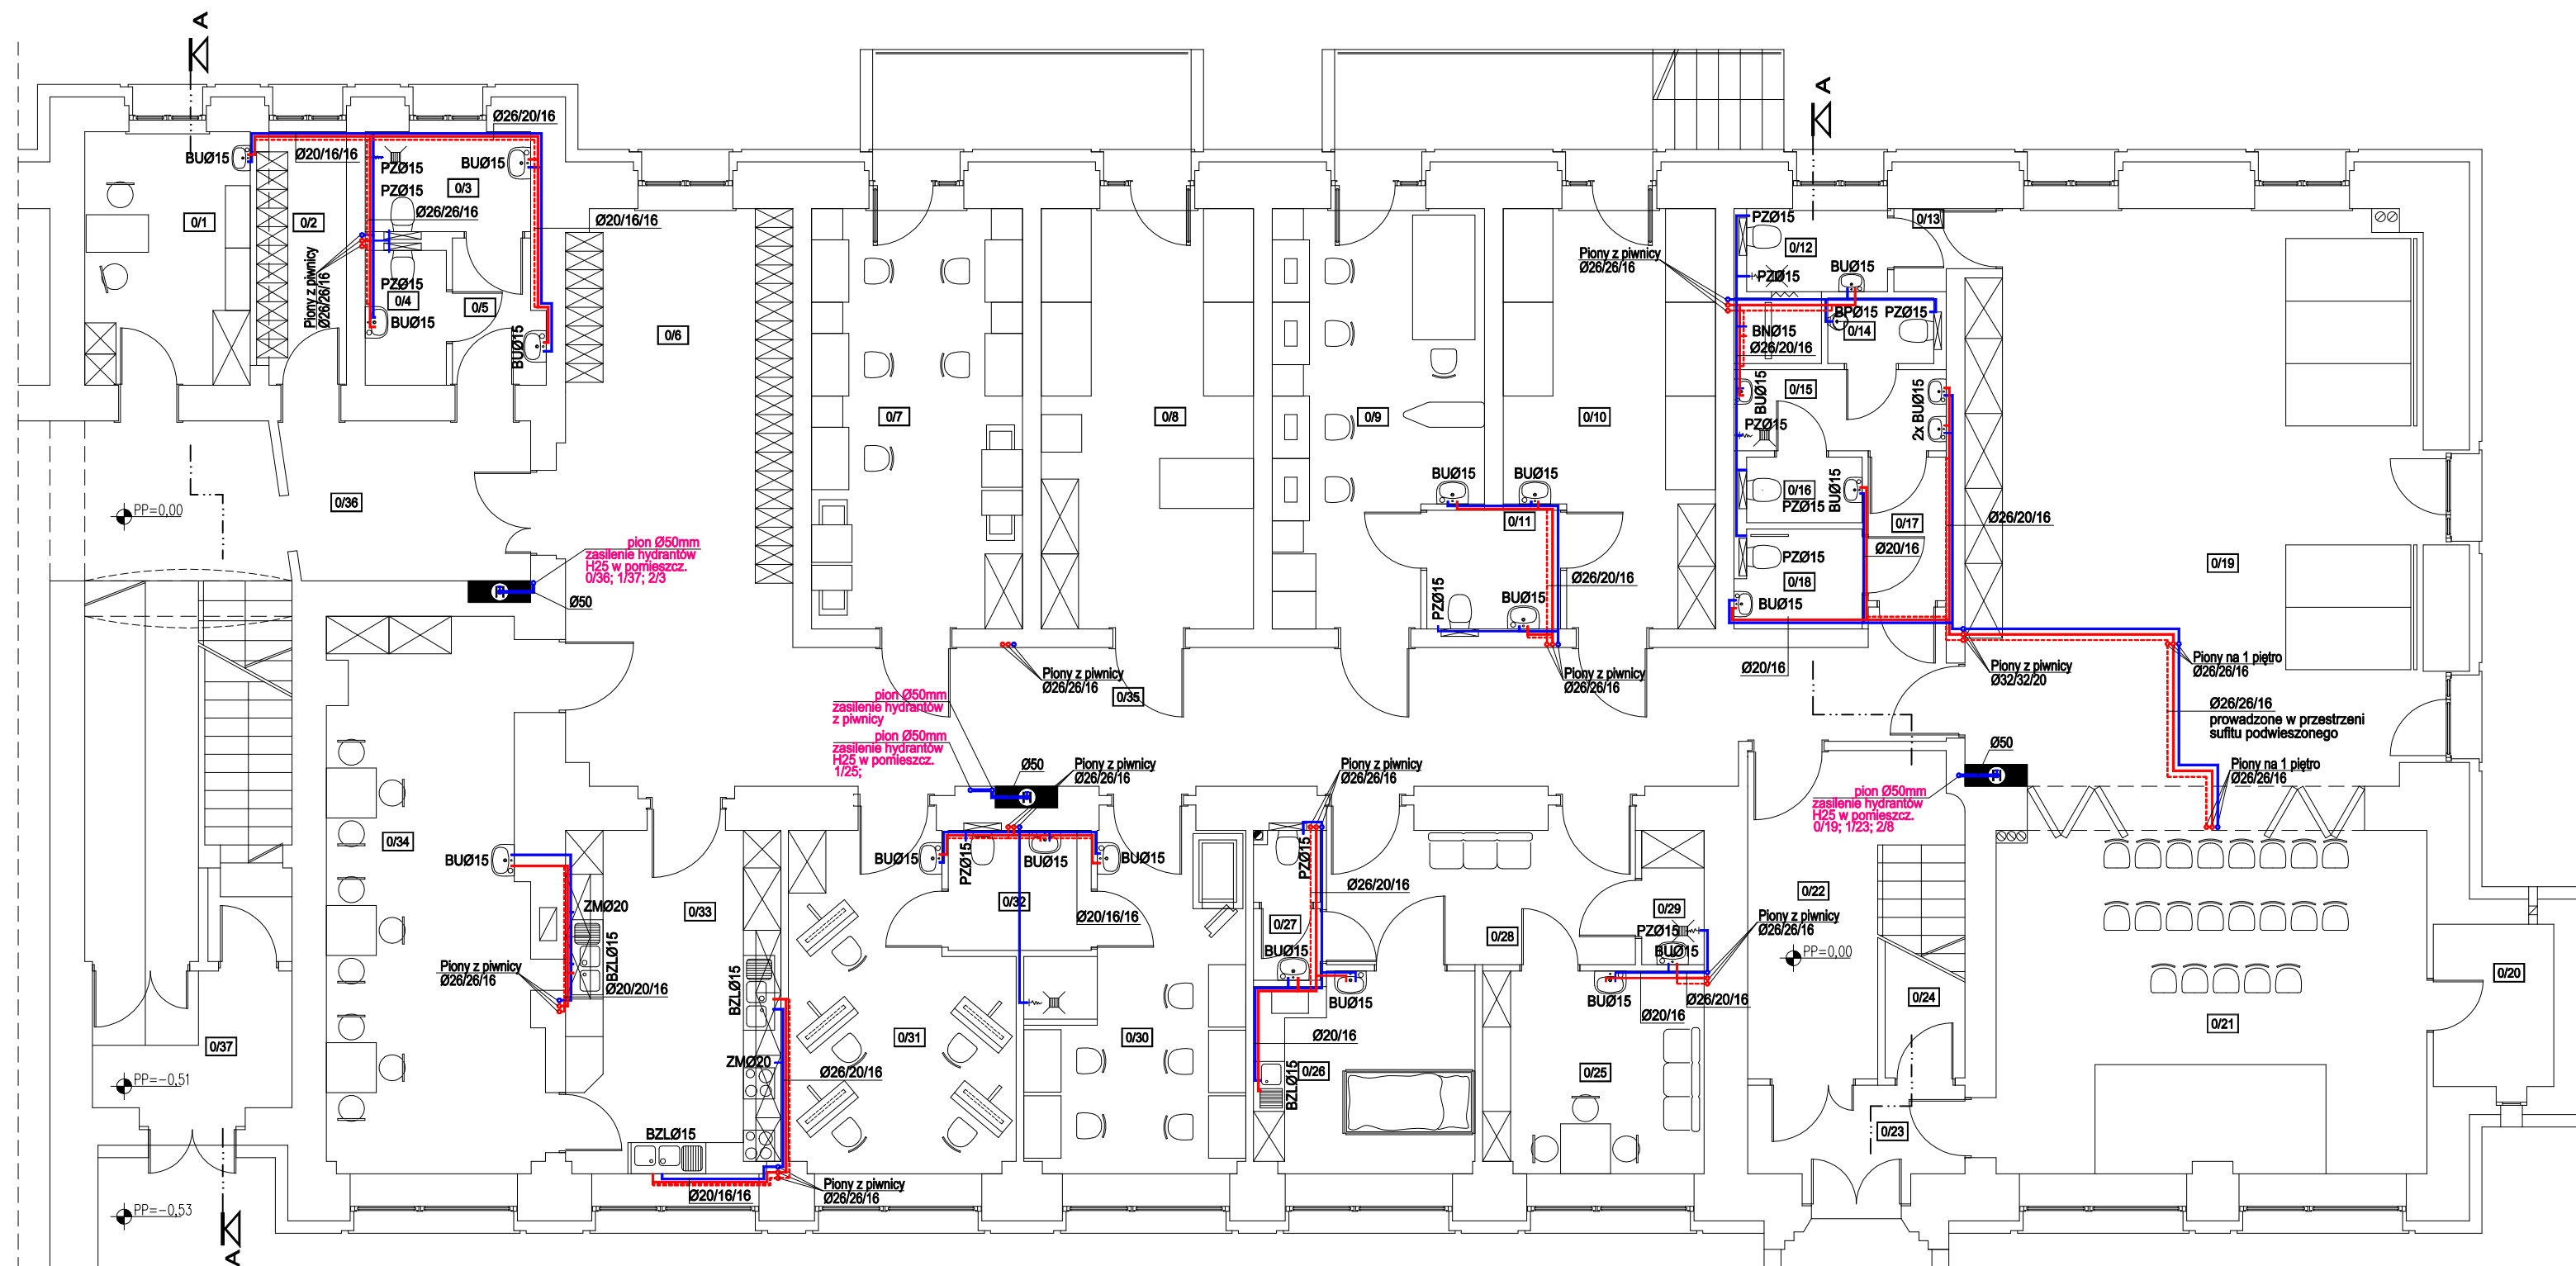 A
A
Ø26/20/16
BUØ15
Ø20/16/16
PZØ15
BUØ15
PZØ15
0/3
0/1
0/2
Ø26/26/16
Ø20/16/16
Piony z piwnicy
Ø26/26/16
PZØ15
0/4
0/5
BUØ15
BUØ15
0/6
0/7
0/8
0/9
0/10
Piony z piwnicy
Ø26/26/16
PZØ15
0/13
0/12
BUØ15
PZØ15
BPØ15
PZØ15
0/14
BNØ15
Ø26/20/16
0/15
BUØ15
2x BUØ15
PZØ15
BUØ15
BUØ15
0/11
0/16
PZØ15
BUØ15
0/17
Ø26/20/16
Ø20/16
PZØ15
0/18
BUØ15
0/19
0/36
PP=0,00
pion Ø50mm
zasilenie hydrantów
H25 w pomieszcz.
0/36; 1/37; 2/3
H
Ø50
Ø26/20/16
PZØ15
BUØ15
Piony z piwnicy
Ø26/26/16
0/35
Piony z piwnicy
Ø26/26/16
Ø20/16
Piony z piwnicy
Ø32/32/20
Piony na 1 piętro
Ø26/26/16
Ø26/26/16
prowadzone w przestrzeni
sufitu podwieszonego
pion Ø50mm
zasilenie hydrantów
z piwnicy
pion Ø50mm
zasilenie hydrantów
H25 w pomieszcz.
1/25;
Ø50
H
Piony z piwnicy
Ø26/26/16
Piony z piwnicy
Ø26/26/16
Ø50
H
Piony na 1 piętro
Ø26/26/16
pion Ø50mm
zasilenie hydrantów
H25 w pomieszcz.
0/19; 1/23; 2/8
0/34
BUØ15
ZMØ20
0/33
BZLØ15
Piony z piwnicy
Ø26/26/16
Ø20/20/16
BUØ15
PZØ15
BUØ15
BUØ15
0/32
Ø20/16/16
PZØ15
Ø26/20/16
0/27
BUØ15
BUØ15
0/28
0/29
PZØ15
BUØ15
BUØ15
Piony z piwnicy
Ø26/26/16
Ø26/20/16
Ø20/16
0/22
PP=0,00
0/24
0/20
0/21
0/37
BZLØ15
0/31
0/30
ZMØ20
Ø26/20/16
Ø20/16
0/26
BZLØ15
0/25
0/23
PP=-0,51
BZLØ15
Ø20/16/16
Piony z piwnicy
Ø26/26/16
PP=-0,53
A